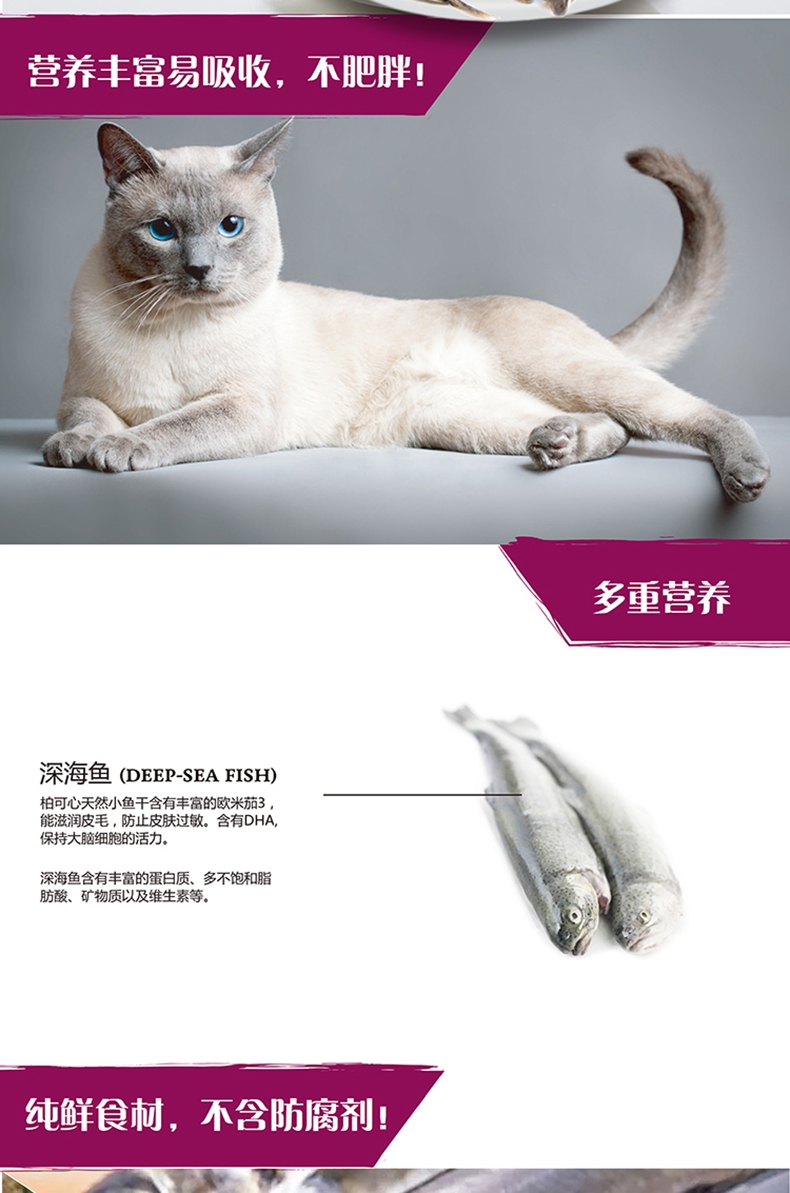 营养丰富易吸收，不肥胖！
多重营养
深海鱼 (DEEP-SEA FISH)
柏可心天然小鱼干含有丰富的欧米茄3，
能滋润皮毛，防止皮肤过敏。含有DHA,
保持大脑细胞的活力。
深海鱼含有丰富的蛋白质、多不饱和脂
肪酸、矿物质以及维生素等。
纯鲜食材，不含防腐剂！